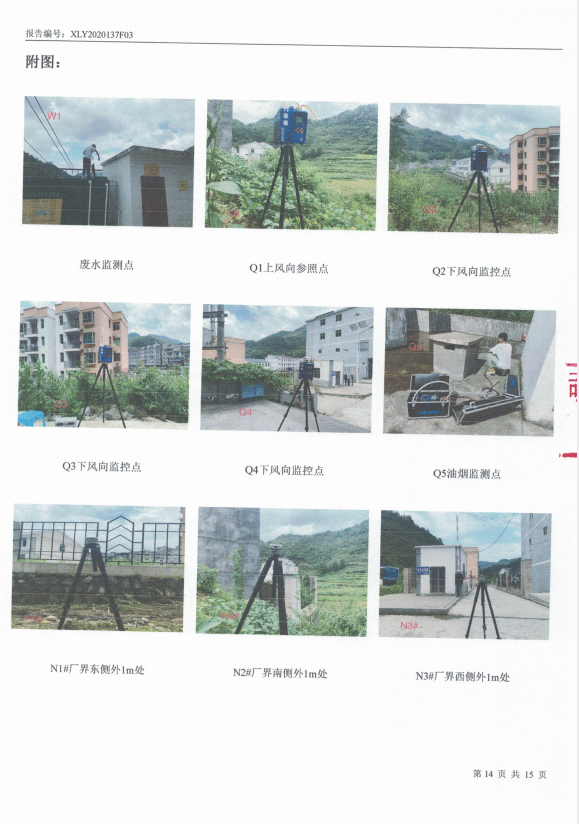 报告编号：XLY2020137F03
附图：
W1
废水监测点
Q1上风向参照点
Q2下风向监控点
Q3下风向监控点
Q4
Q4下风向监控点
Q5
Q5油烟监测点
N1#厂界东侧外1m处
N2#厂界南侧外1m处
N3#
N3#厂界西侧外1m处
第 14 页 共 15 页